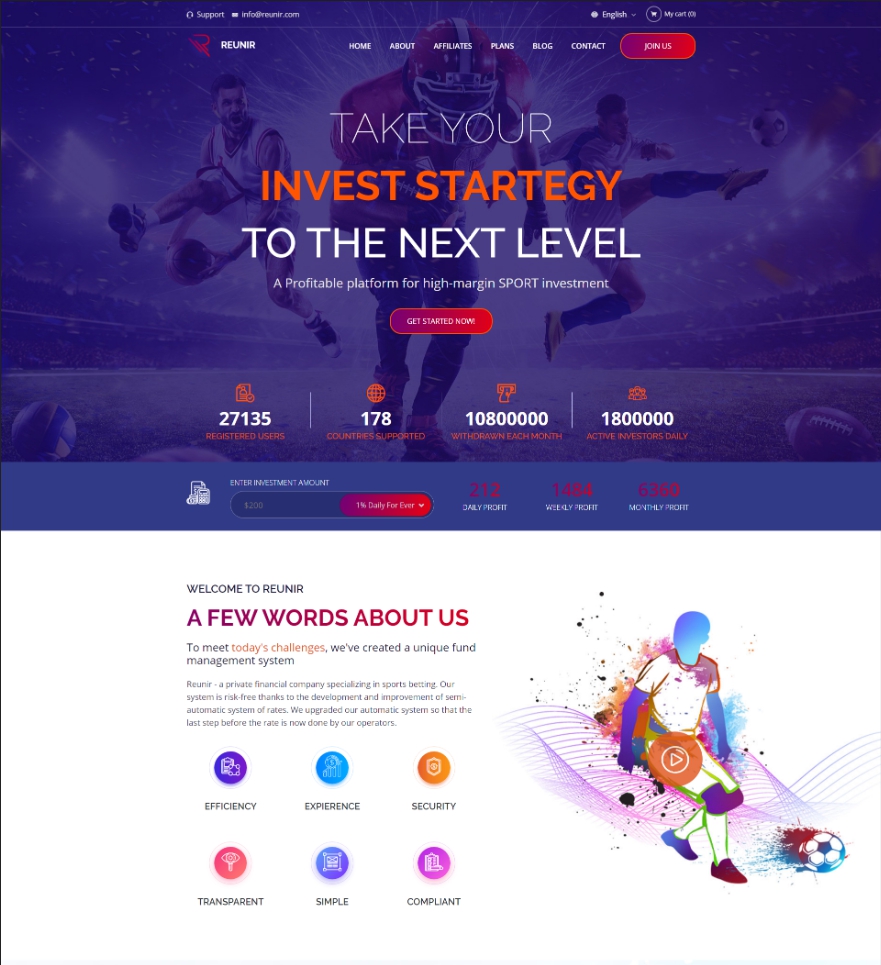 Support info@reunir.com English My cart (0)
REUNIR HOME ABOUT AFFILIATES PLANS BLOG CONTACT JOIN US
TAKE YOUR
INVEST STARTEGY
TO THE NEXT LEVEL
A Profitable platform for high-margin SPORT investment
GET STARTED NOW!
27135 178 10800000 1800000
REGISTERED USERS COUNTRIES SUPPORTED WITHDRAWN EACH MONTH ACTIVE INVESTORS DAILY
ENTER INVESTMENT AMOUNT
$200 1% Daily For Ever
212 1484 6360
DAILY PROFIT WEEKLY PROFIT MONTHLY PROFIT
WELCOME TO REUNIR
A FEW WORDS ABOUT US
To meet today's challenges, we've created a unique fund
management system
Reunir - a private financial company specializing in sports betting. Our
system is risk-free thanks to the development and improvement of semi-
automatic system of rates. We upgraded our automatic system so that the
last step before the rate is now done by our operators.
EFFICIENCY EXPIERENCE SECURITY
TRANSPARENT SIMPLE COMPLIANT